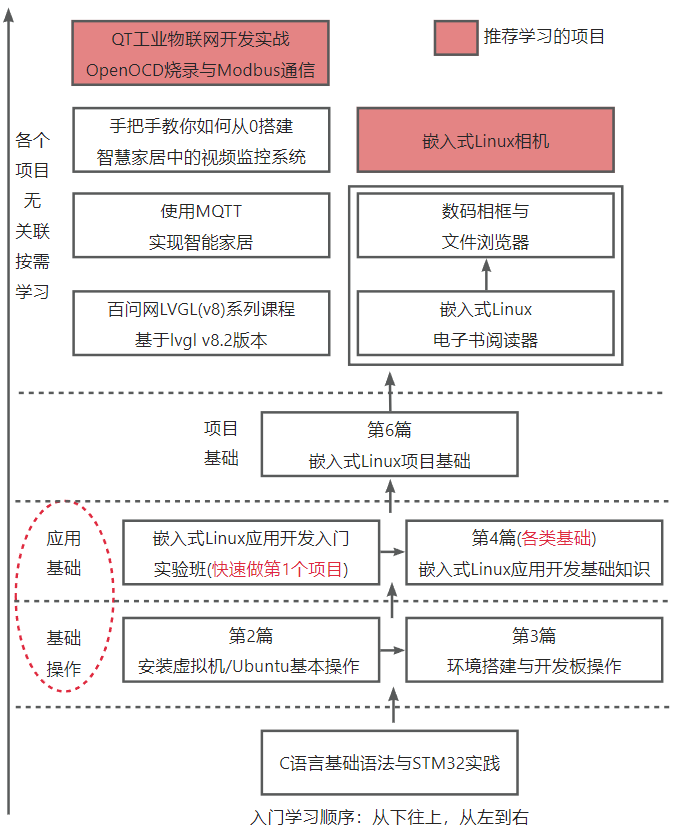 QT工业物联网开发实战
OpenOCD烧录与Modbus通信
推荐学习的项目
各个
项目
无
关联
按需
学习
手把手教你如何从0搭建
智慧家居中的视频监控系统
嵌入式Linux相机
使用MQTT
实现智能家居
数码相框与
文件浏览器
百问网LVGL(v8)系列课程
基于lvgl v8.2版本
嵌入式Linux
电子书阅读器
项目
基础
第6篇
嵌入式Linux项目基础
应用
基础
嵌入式Linux应用开发入门
实验班(快速做第1个项目)
第4篇(各类基础)
嵌入式Linux应用开发基础知识
基础
操作
第2篇
安装虚拟机/Ubuntu基本操作
第3篇
环境搭建与开发板操作
C语言基础语法与STM32实践
入门学习顺序：从下往上，从左到右